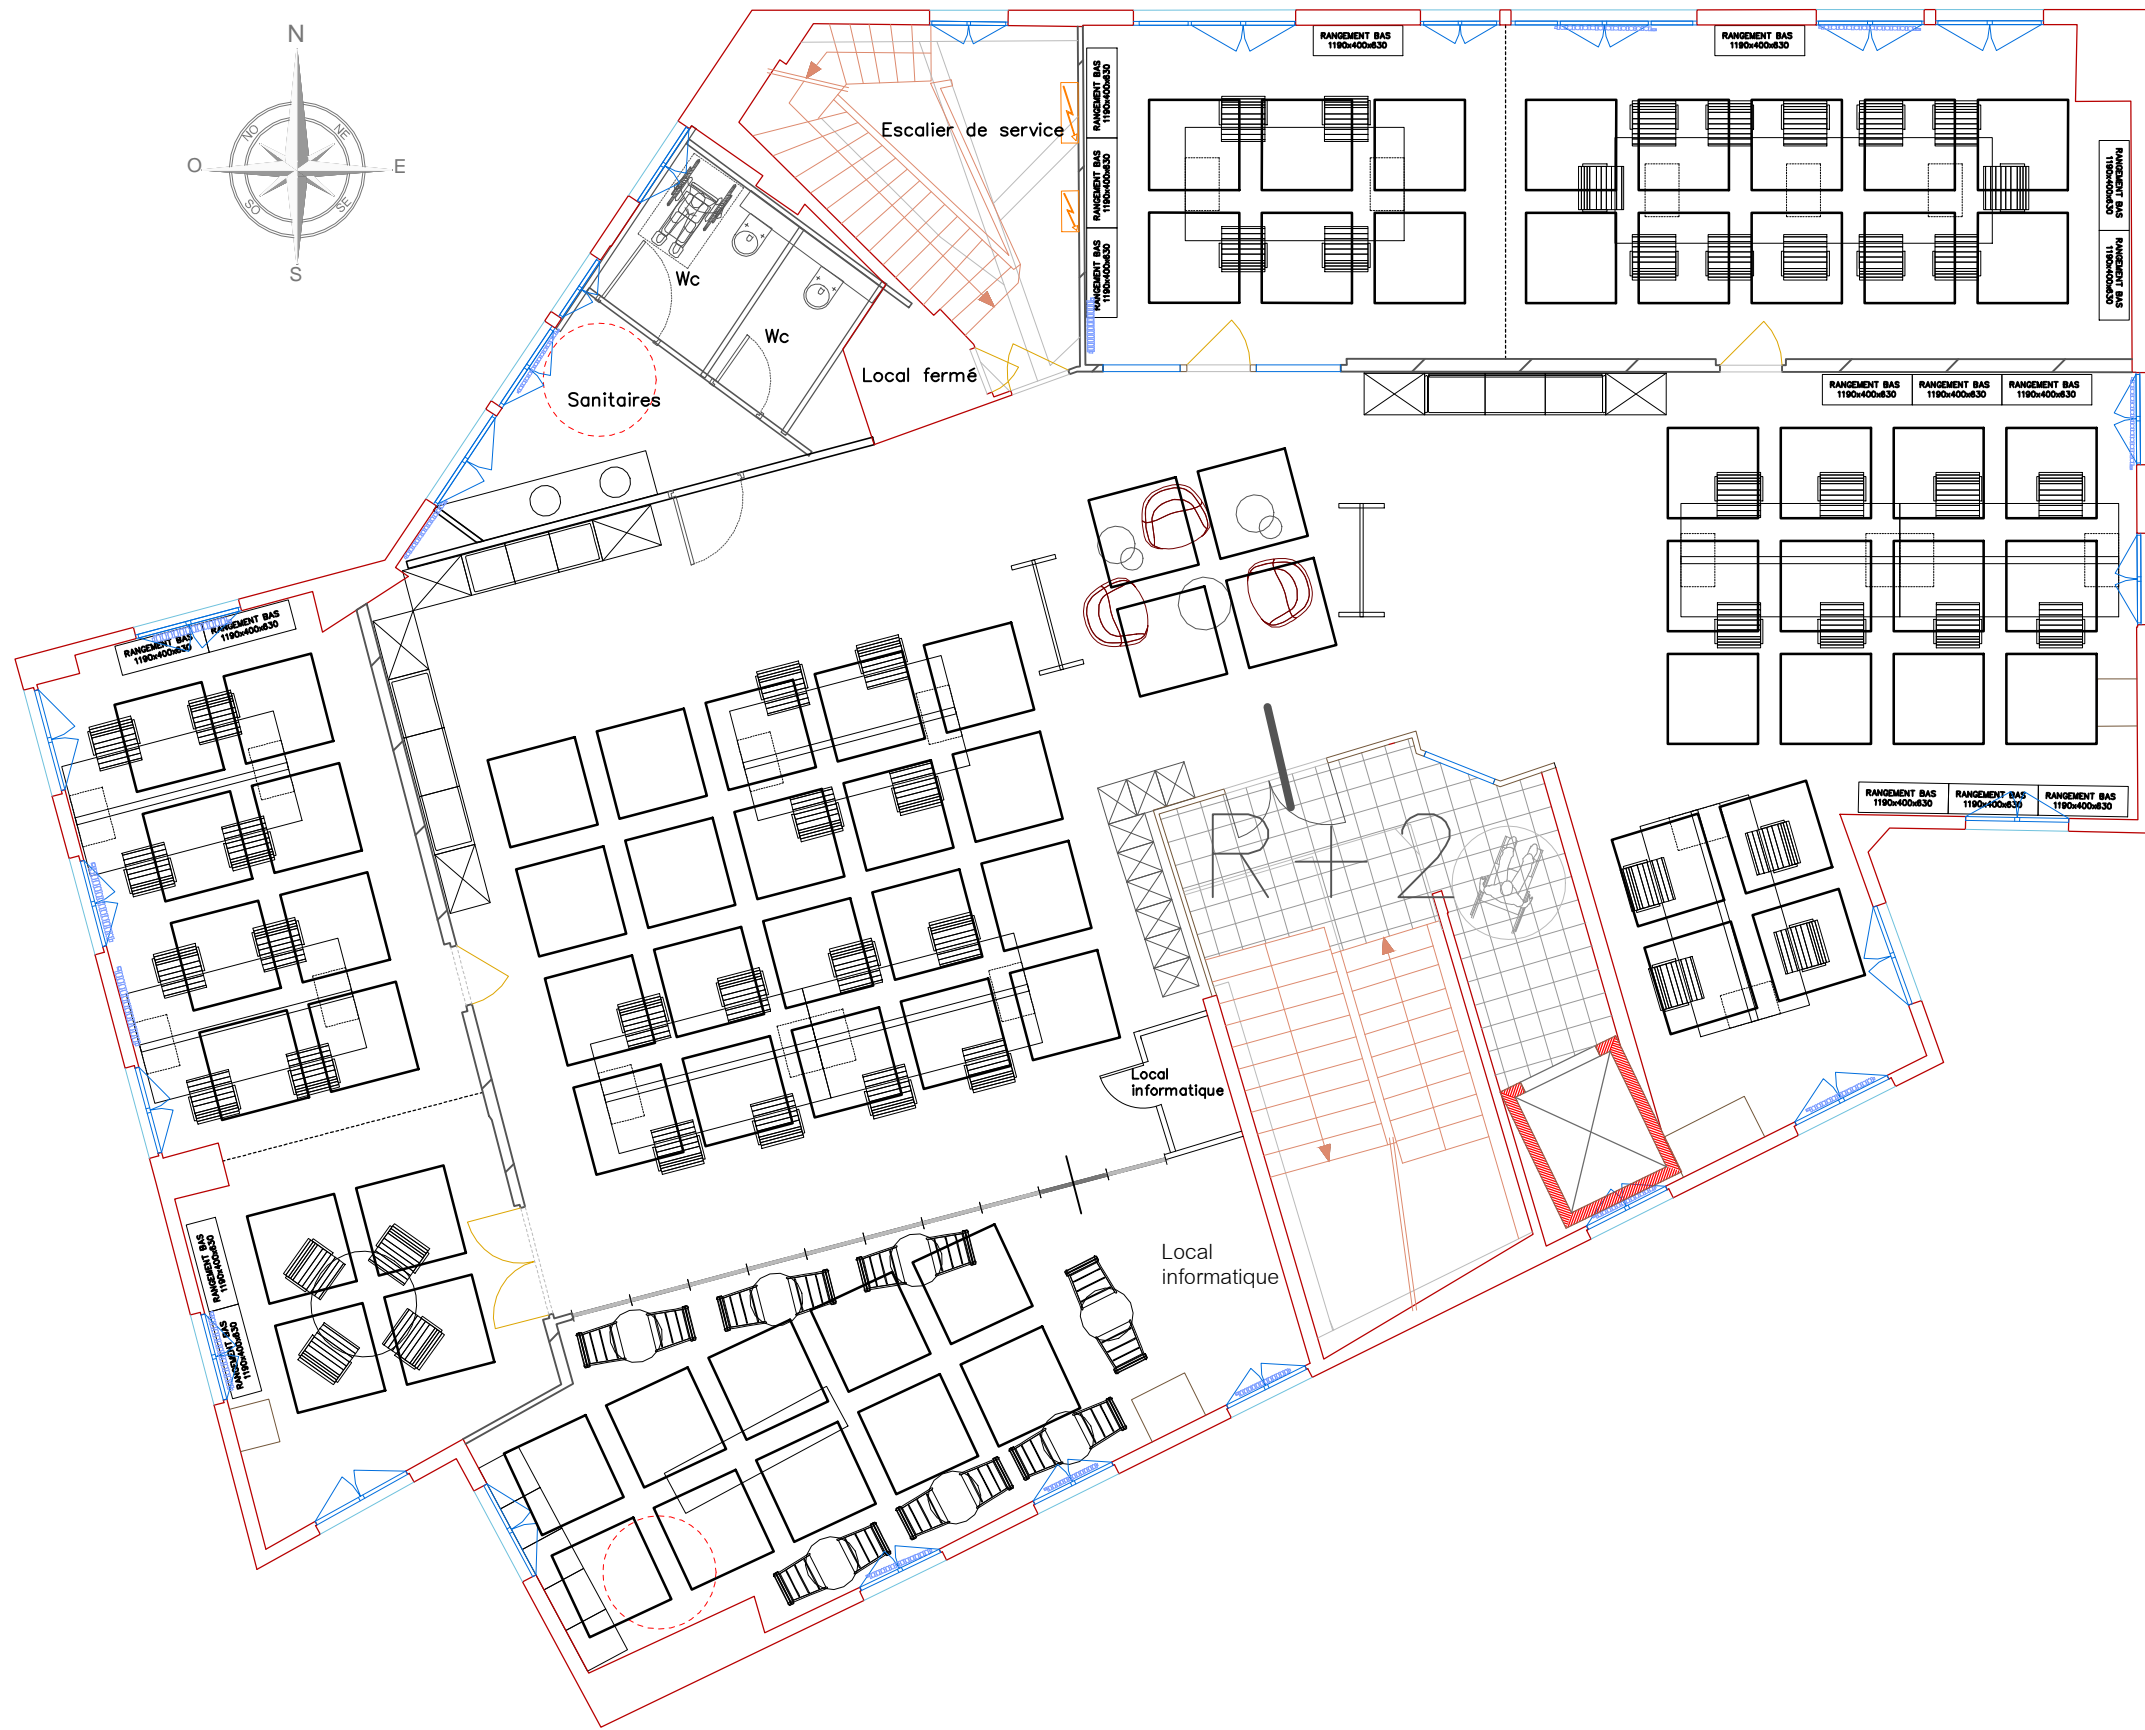 N
NO
NE
O
E
SO
SE
S
Escalier de service
RANGEMENT BAS
1190x400x630
RANGEMENT BAS
1190x400x630
RANGEMENT BAS
1190x400x630
RANGEMENT BAS
1190x400x630
RANGEMENT BAS
1190x400x630
RANGEMENT BAS
1190x400x630
RANGEMENT BAS
1190x400x630
Wc
Wc
Local fermé
Sanitaires
RANGEMENT BAS
1190x400x630
RANGEMENT BAS
1190x400x630
RANGEMENT BAS
1190x400x630
RANGEMENT BAS
1190x400x630
RANGEMENT BAS
1190x400x630
RANGEMENT BAS
1190x400x630
RANGEMENT BAS
1190x400x630
RANGEMENT BAS
1190x400x630
R+2
Local
informatique
Local
informatique
RANGEMENT BAS
1190x400x630
RANGEMENT BAS
1190x400x630